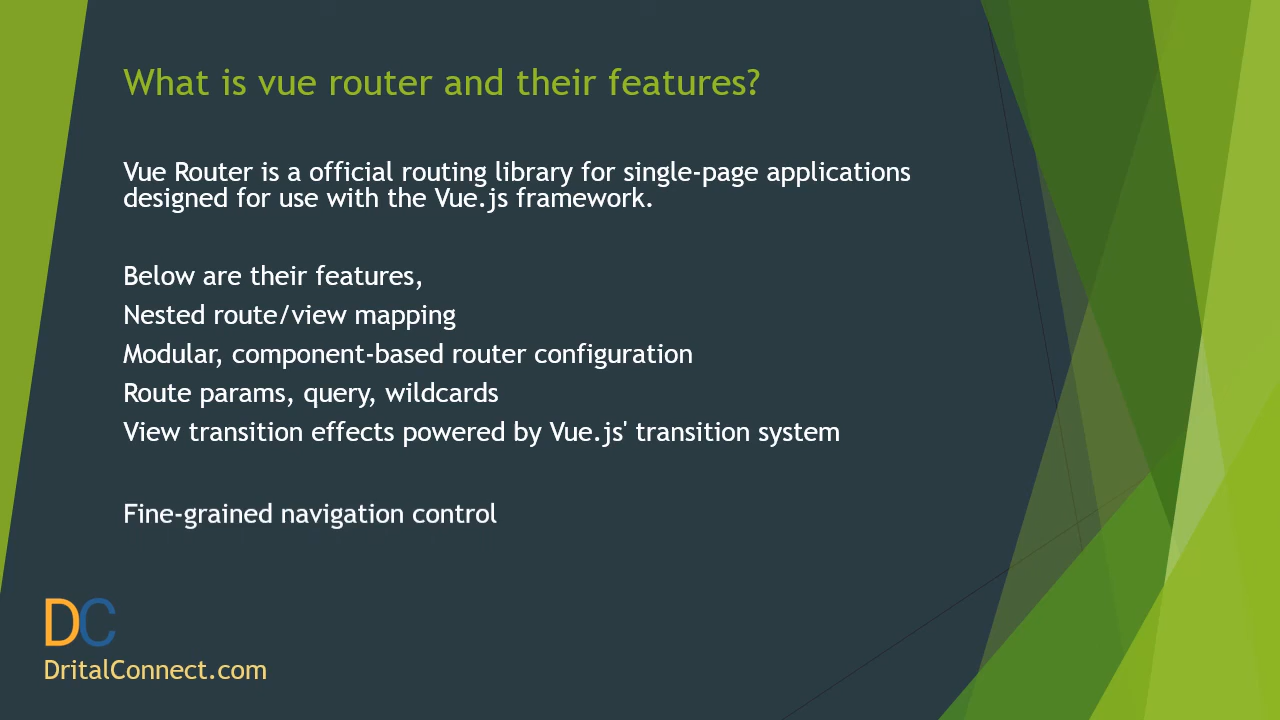 What is vue router and their features?
Vue Router is a official routing library for single-page applications
designed for use with the Vue.js framework.
Below are their features,
Nested route/view mapping
Modular, component-based router configuration
Route params, query, wildcards
View transition effects powered by Vue.js' transition system
Fine-grained navigation control
DC
DritalConnect.com